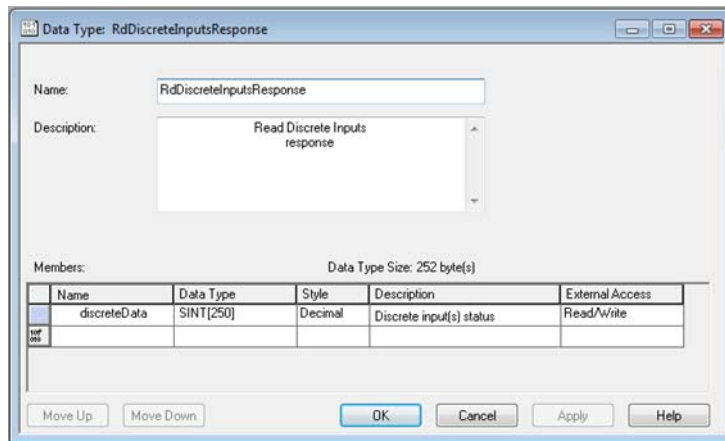 Data Type: RdDiscreteInputsResponse
Name:
RdDiscreteInputsResponse
Description:
Read Discrete Inputs
response
Members:
Data Type Size: 252 byte(s)
Name Data Type Style Description External Access
discreteData SINT[250] Decimal Discrete input(s) status Read/Write
Move Up Move Down OK Cancel Apply Help